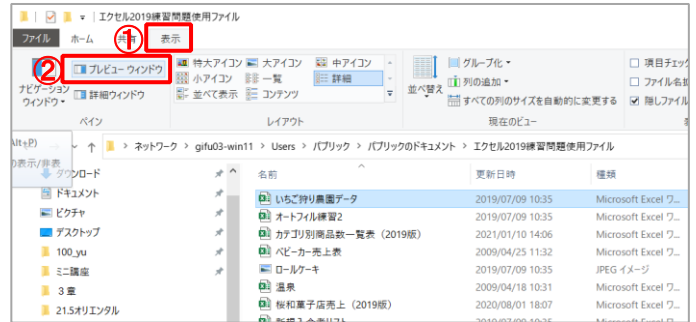 エクセル2019練習問題使用ファイル
ファイル ホーム 共有 表示
①
②
プレビュー ウィンドウ
詳細ウィンドウ
ナビゲーション
ウィンドウ
特大アイコン 大アイコン 中アイコン
小アイコン 一覧 詳細
並べて表示 コンテンツ
並べ替え
グループ化
列の追加
すべての列のサイズを自動的に変更する
項目チェッ
ファイル名拡
隠しファイル
ペイン レイアウト 現在のビュー
Alt+P)
の表示/非表
ネットワーク > gifu03-win11 > Users > パブリック > パブリックのドキュメント > エクセル2019練習問題使用ファイル
ダウンロード
ドキュメント
ピクチャ
デスクトップ
100_yu
ミニ講座
3章
21.5オリエンタル
名前 更新日時 種類
いちご狩り農園データ 2019/07/09 10:35 Microsoft Excel ワ...
オートフィル練習2 2019/07/09 10:35 Microsoft Excel ワ...
カテゴリ別商品数一覧表（2019版） 2021/01/10 14:06 Microsoft Excel ワ...
ベビーカー売上表 2009/04/25 11:32 Microsoft Excel ワ...
ロールケーキ 2019/07/09 10:35 JPEG イメージ
温泉 2009/04/18 10:31 Microsoft Excel ワ...
桜和菓子店売上（2019版） 2020/08/01 18:07 Microsoft Excel ワ...